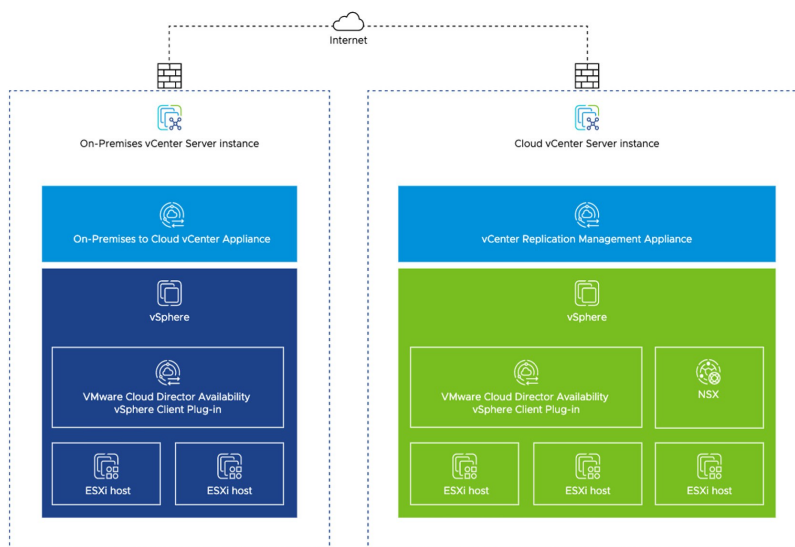 Internet
On-Premises vCenter Server instance
On-Premises to Cloud vCenter Appliance
vSphere
VMware Cloud Director Availability
vSphere Client Plug-in
ESXi host
ESXi host
Cloud vCenter Server instance
vCenter Replication Management Appliance
vSphere
VMware Cloud Director Availability
vSphere Client Plug-in
NSX
ESXi host
ESXi host
ESXi host